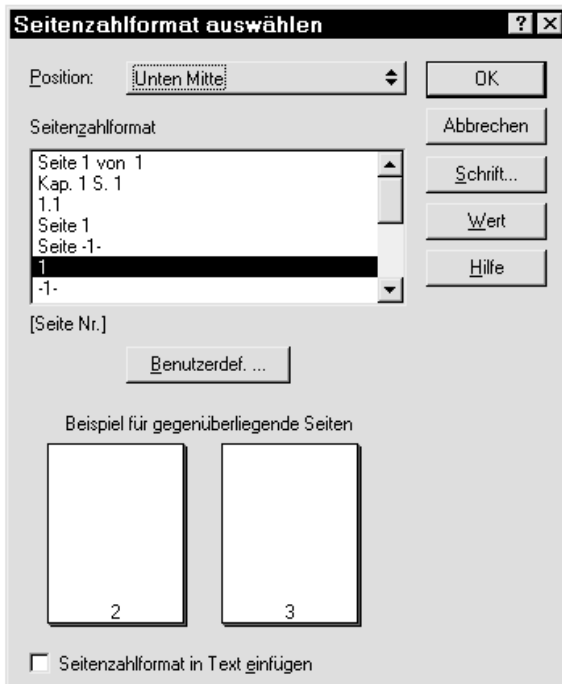 Seitenzahlformat auswählen
Position: Unten Mitte
OK
Seitenzahlformat
Abbrechen
Seite 1 von 1
Kap. 1 S. 1
1.1
Seite 1
Seite -1-
1
-1-
Schrift...
Wert
Hilfe
[Seite Nr.]
Benutzerdef. ...
Beispiel für gegenüberliegende Seiten
2 3
Seitenzahlformat in Text einfügen